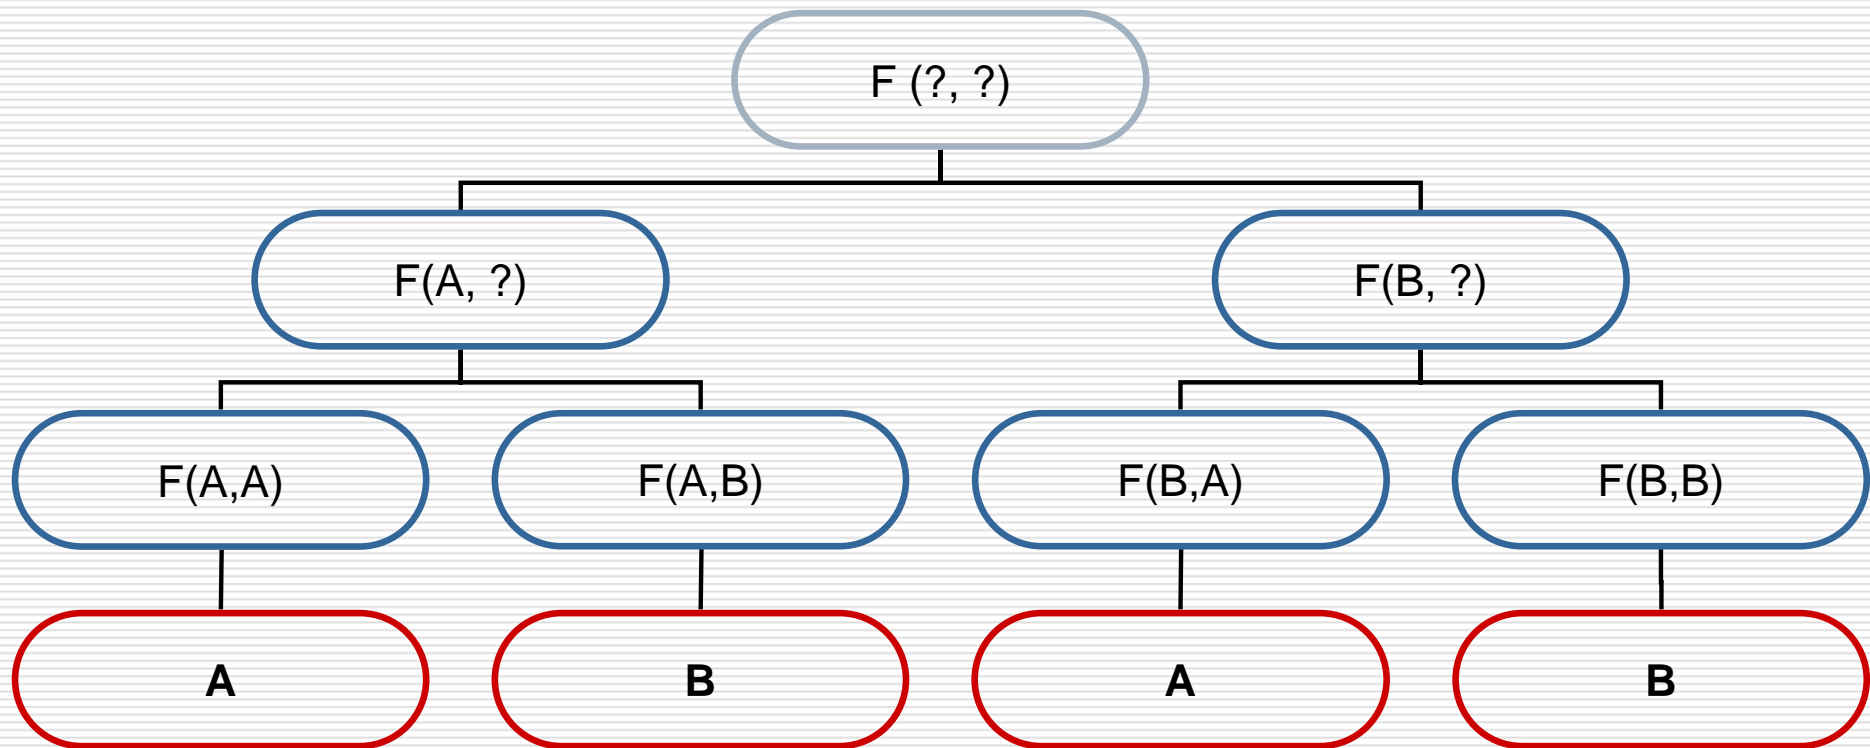 F (?, ?)
F(A, ?)
F(B, ?)
F(A,A)
F(A,B)
F(B,A)
F(B,B)
A
B
A
B